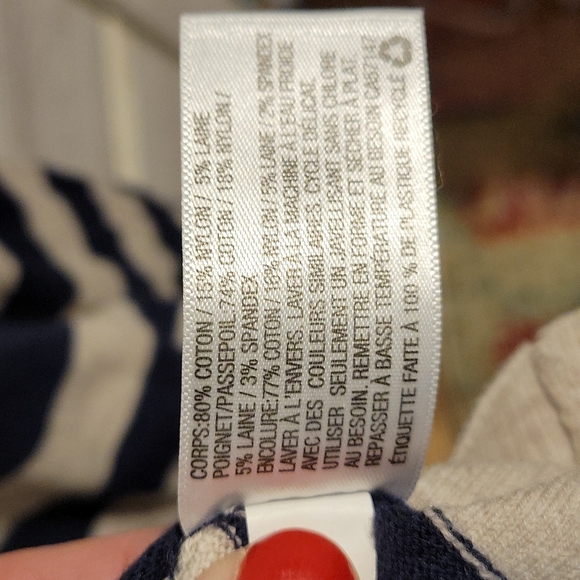 CORPS:80% COTON / 15% NYLON / 5% LAINE
POIGNET/PASSEPOIL:74% COTON / 18% NYLON /
5% LAINE / 3% SPANDEX
ENCOLURE:77% COTON / 16% NYLON / 5% LAINE / 2% SPANDEX
LAVER À L'ENVERS. LAVER À LA MACHINE À L'EAU FROIDE
AVEC DES COULEURS SIMILAIRES. CYCLE DÉLICAT.
UTILISER SEULEMENT UN JAVELLISANT SANS CHLORE
AU BESOIN. REMETTRE EN FORME ET SÉCHER À PLAT.
REPASSER À BASSE TEMPÉRATURE AU BESOIN CA57147
ÉTIQUETTE FAITE À 100 % DE PLASTIQUE RECYCLÉ